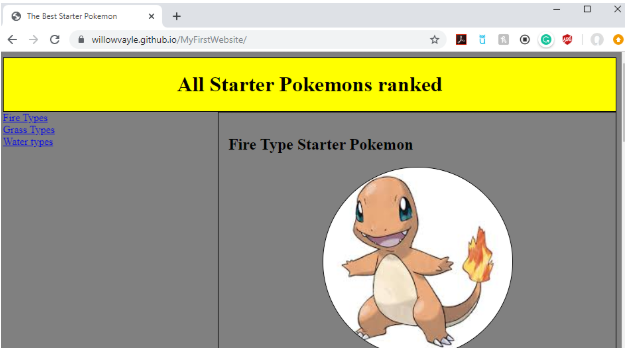 The Best Starter Pokemon
willowvayle.github.io/MyFirstWebsite/
All Starter Pokemons ranked
Fire Types
Grass Types
Water types
Fire Type Starter Pokemon